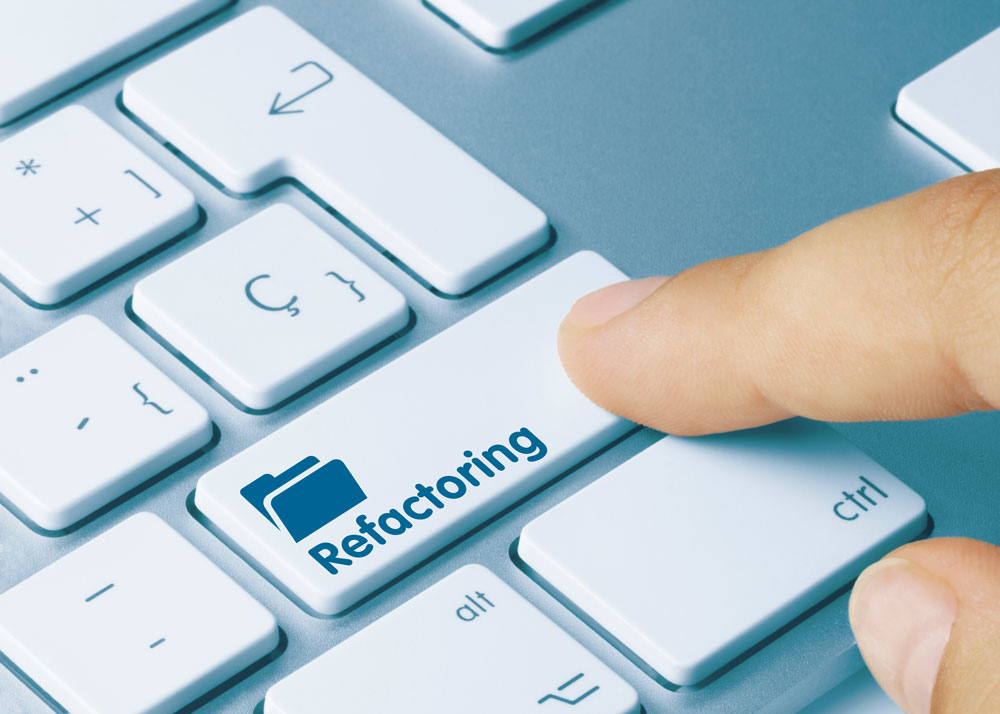 * ]
+
Ç }
¨ {
´
Refactoring
ctrl
–
-
alt